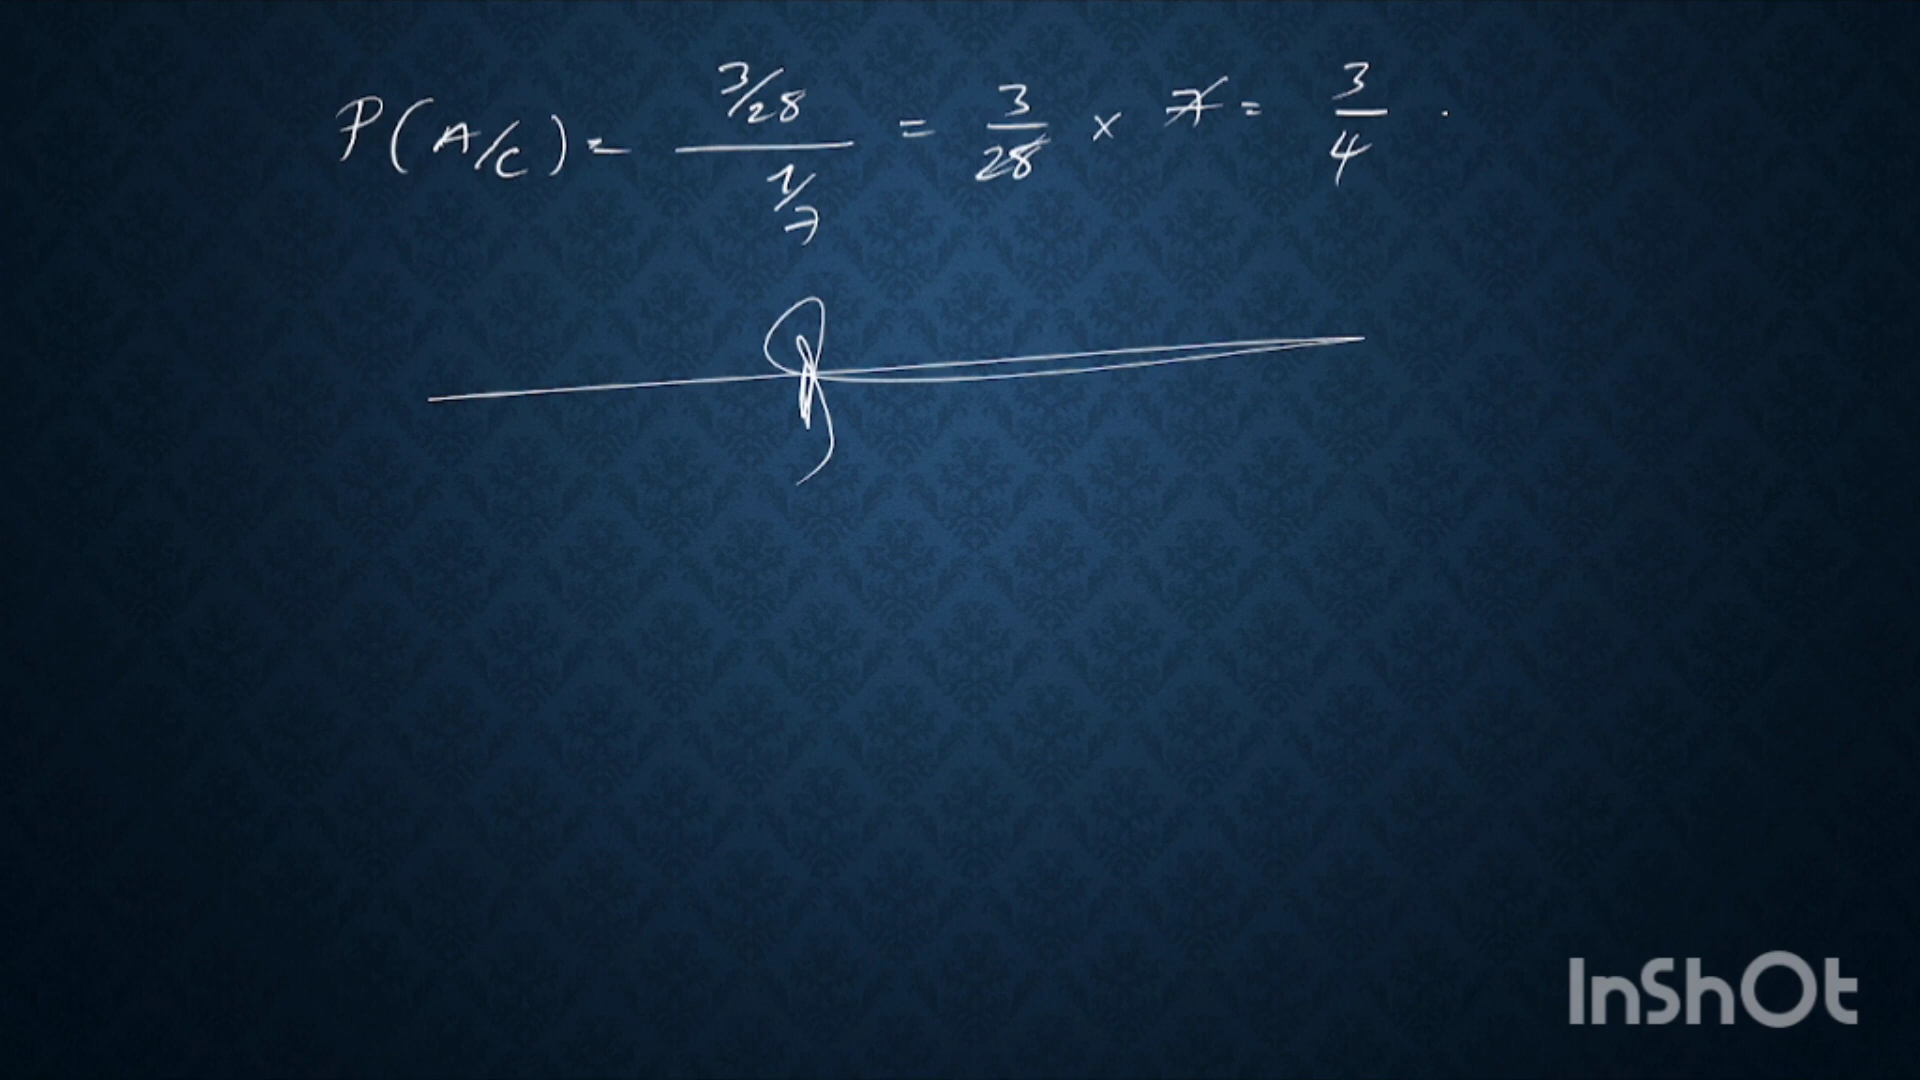 P(A/C) = 3/28 / 1/7 = 3/28 × 7 = 3/4 .
InShOt